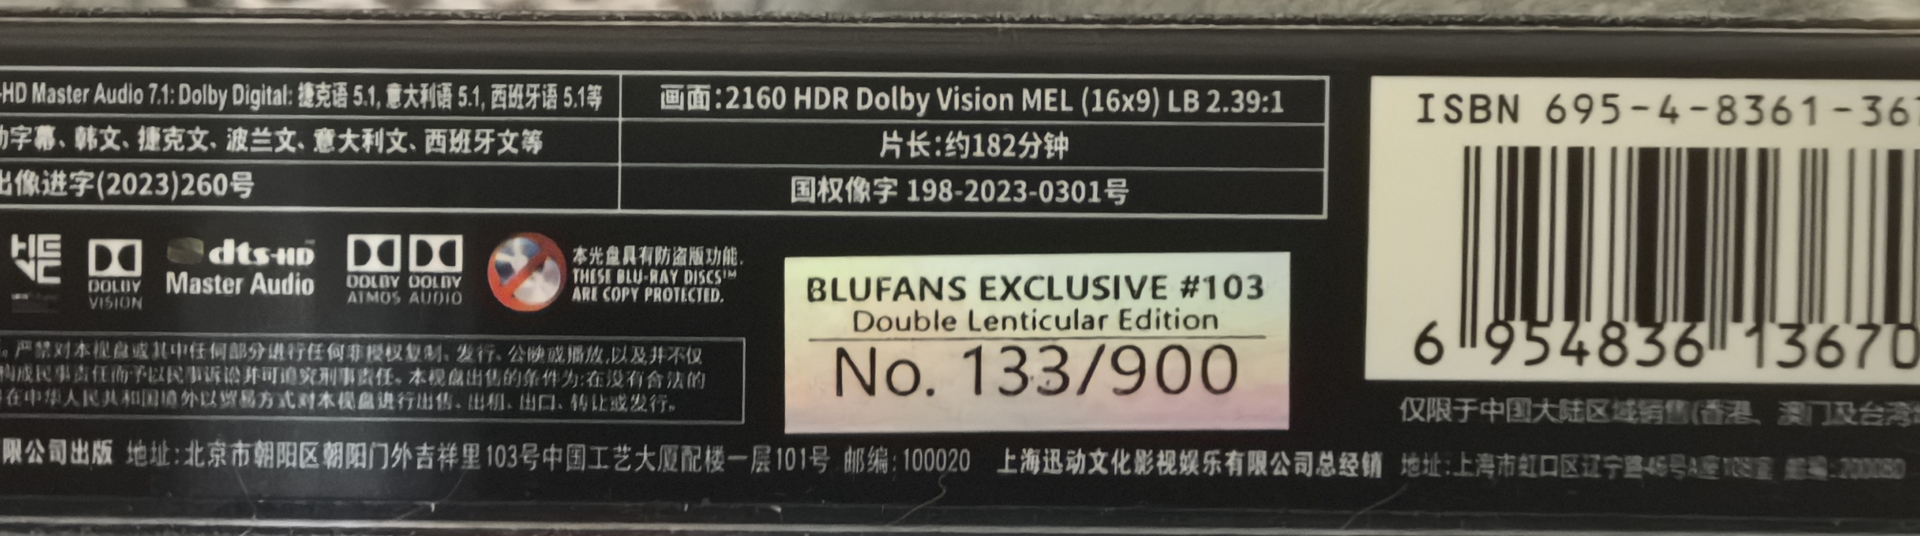 -HD Master Audio 7.1: Dolby Digital: 捷克语 5.1, 意大利语 5.1, 西班牙语 5.1等
画面:2160 HDR Dolby Vision MEL (16x9) LB 2.39:1
字幕、韩文、捷克文、波兰文、意大利文、西班牙文等
片长:约182分钟
出像进字(2023)260号
国权像字 198-2023-0301号
ISBN 695-4-8361-367
6 954836 13670
DOLBY
VISION
dts-HD
Master Audio
DOLBY DOLBY
ATMOS AUDIO
本光盘具有防盗版功能.
THESE BLU-RAY DISCS™
ARE COPY PROTECTED.
BLUFANS EXCLUSIVE #103
Double Lenticular Edition
No. 133/900
。严禁对本视盘或其中任何部分进行任何非授权复制、发行、公映或播放,以及并不仅
构成民事责任而予以民事诉讼并可追究刑事责任。本视盘出售的条件为:在没有合法的
在中华人民共和国境外以贸易方式对本视盘进行出售、出租、出口、转让或发行。
仅限于中国大陆区域销售(香港、澳门及台湾
限公司出版 地址:北京市朝阳区朝阳门外吉祥里103号中国工艺大厦配楼一层101号 邮编:100020 上海迅动文化影视娱乐有限公司总经销 地址:上海市虹口区辽宁路